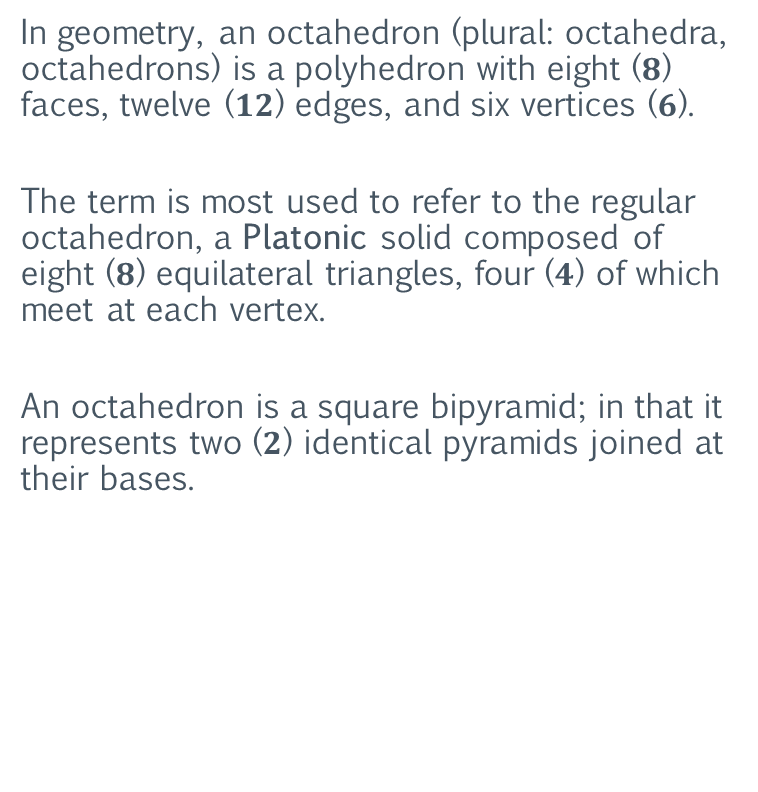 In geometry, an octahedron (plural: octahedra,
octahedrons) is a polyhedron with eight (8)
faces, twelve (12) edges, and six vertices (6).
The term is most used to refer to the regular
octahedron, a Platonic solid composed of
eight (8) equilateral triangles, four (4) of which
meet at each vertex.
An octahedron is a square bipyramid; in that it
represents two (2) identical pyramids joined at
their bases.